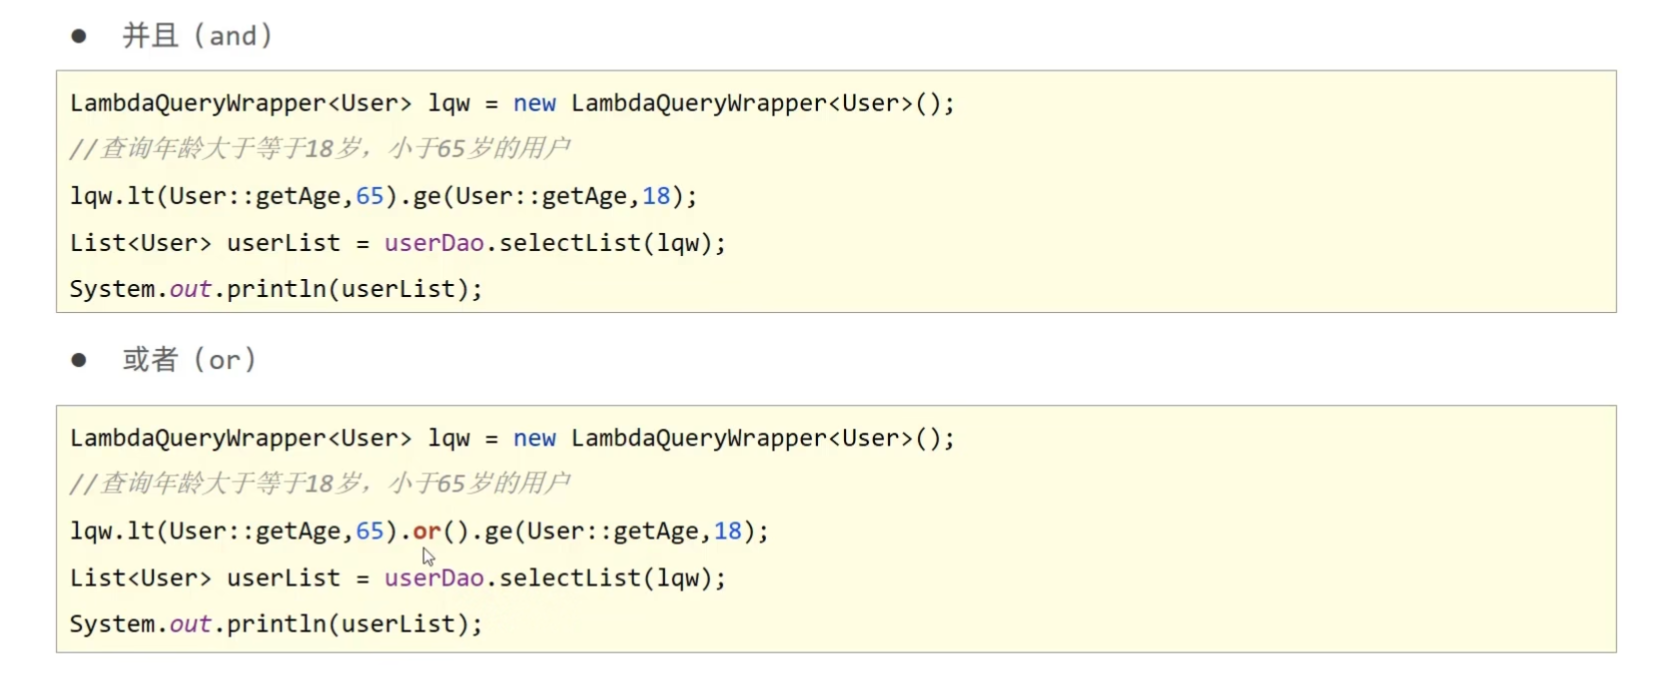 ● 并且（and）
LambdaQueryWrapper<User> lqw = new LambdaQueryWrapper<User>();
//查询年龄大于等于18岁，小于65岁的用户
lqw.lt(User::getAge,65).ge(User::getAge,18);
List<User> userList = userDao.selectList(lqw);
System.out.println(userList);
● 或者（or）
LambdaQueryWrapper<User> lqw = new LambdaQueryWrapper<User>();
//查询年龄大于等于18岁，小于65岁的用户
lqw.lt(User::getAge,65).or().ge(User::getAge,18);
List<User> userList = userDao.selectList(lqw);
System.out.println(userList);